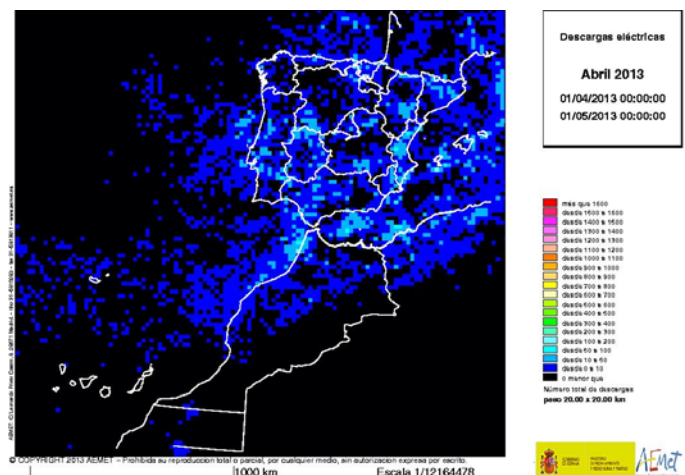 Descargas eléctricas
Abril 2013
01/04/2013 00:00:00
01/05/2013 00:00:00
más que 1600
desde 1500 a 1600
desde 1400 a 1500
desde 1300 a 1400
desde 1200 a 1300
desde 1100 a 1200
desde 1000 a 1100
desde 900 a 1000
desde 800 a 900
desde 700 a 800
desde 600 a 700
desde 500 a 600
desde 400 a 500
desde 300 a 400
desde 200 a 300
desde 100 a 200
desde 50 a 100
desde 10 a 50
desde 0 a 10
0 menor que
Número total de descargas
paso 20.00 x 20.00 km
© COPYRIGHT 2013 AEMET - Prohibida su reproducción total o parcial, por cualquier medio, sin autorización expresa por escrito.
1000 km
Escala 1/12164478
GOBIERNO
DE ESPAÑA
MINISTERIO
AEMet